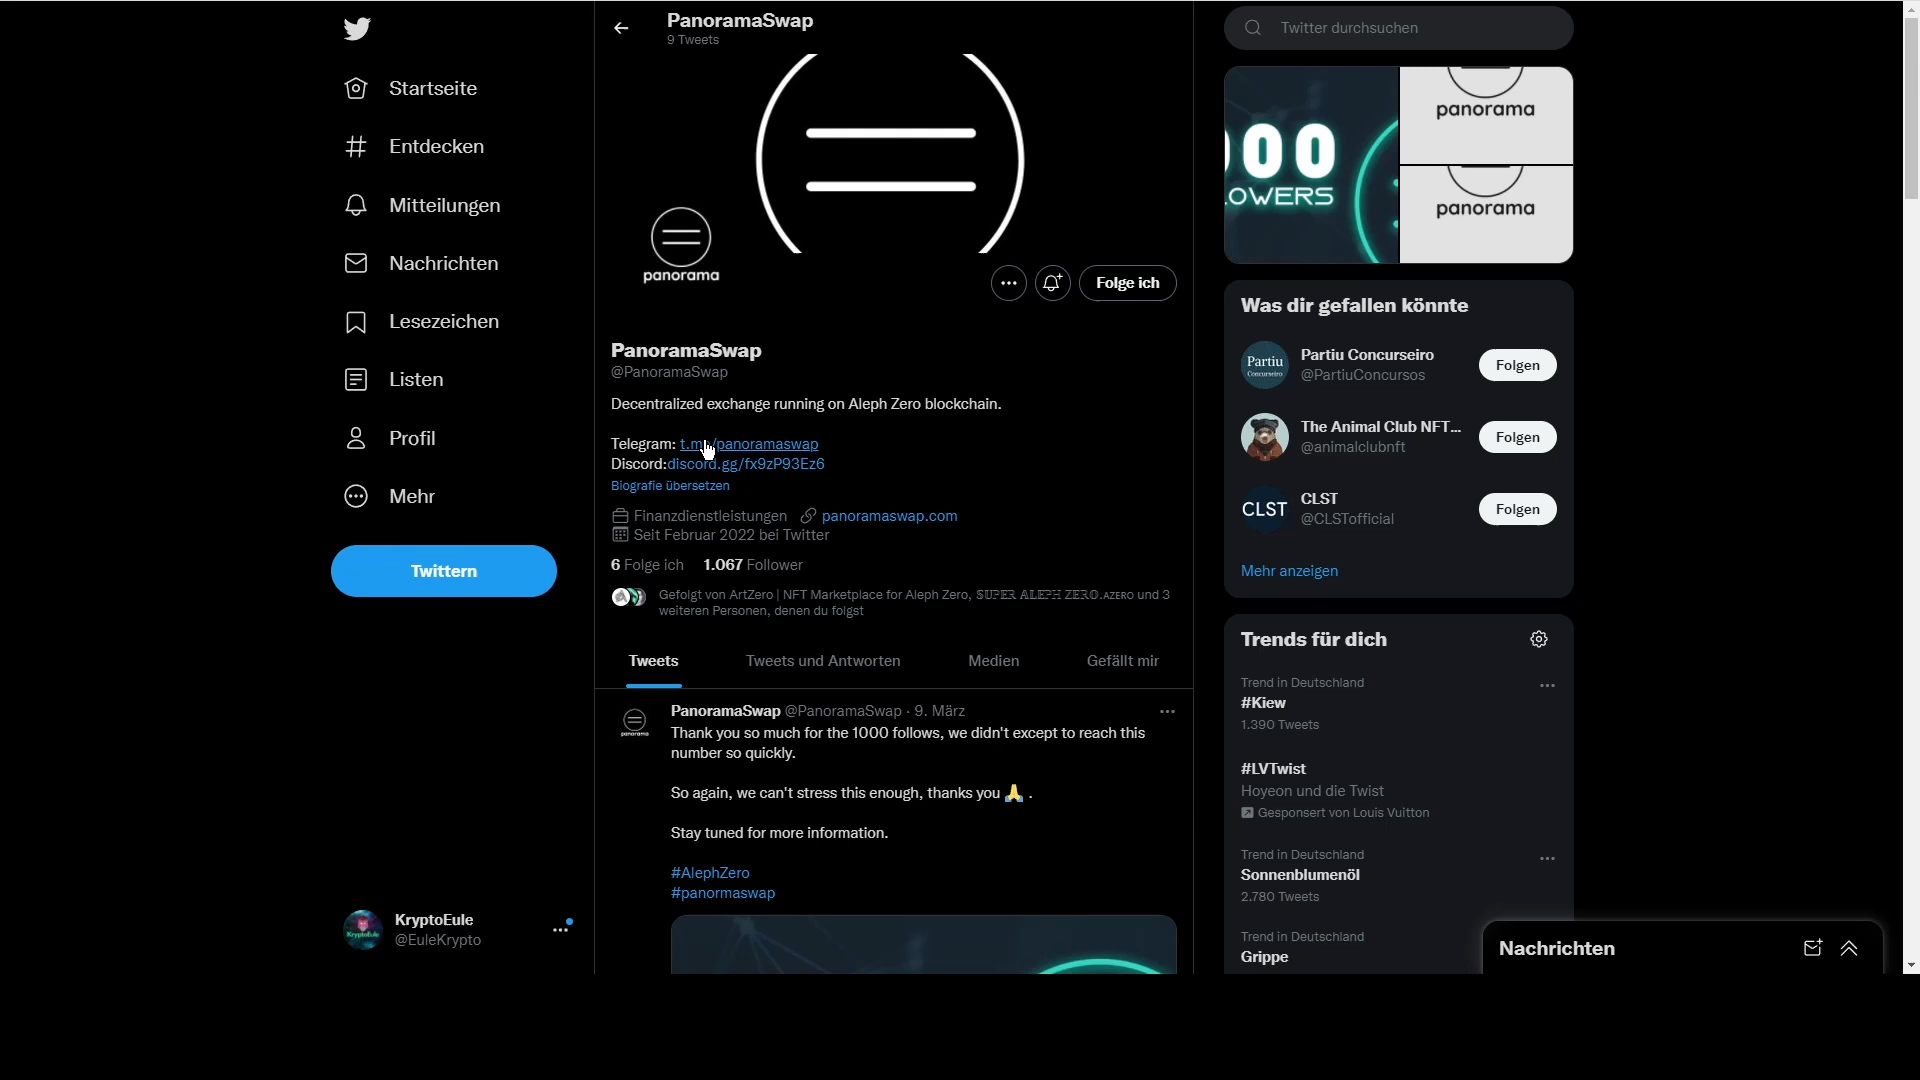 Startseite
Entdecken
Mitteilungen
Nachrichten
Lesezeichen
Listen
Profil
Mehr
Twittern
KryptoEule
@EuleKrypto
PanoramaSwap
9 Tweets
panorama
Folge ich
PanoramaSwap
@PanoramaSwap
Decentralized exchange running on Aleph Zero blockchain.
Telegram: t.me/panoramaswap
Discord:discord.gg/fx9zP93Ez6
Biografie übersetzen
Finanzdienstleistungen panoramaswap.com
Seit Februar 2022 bei Twitter
6 Folge ich 1.067 Follower
Gefolgt von ArtZero | NFT Marketplace for Aleph Zero, 𝕊𝕌ℙ𝔼ℝ 𝔸𝕃𝔼ℙℍ ℤ𝔼ℝ𝕆.ᴀᴢᴇʀᴏ und 3
weiteren Personen, denen du folgst
Tweets Tweets und Antworten Medien Gefällt mir
panorama
PanoramaSwap @PanoramaSwap · 9. März
Thank you so much for the 1000 follows, we didn't except to reach this
number so quickly.
So again, we can't stress this enough, thanks you 🙏 .
Stay tuned for more information.
#AlephZero
#panormaswap
Twitter durchsuchen
000
OWERS
panorama
panorama
Was dir gefallen könnte
Partiu
Concurseiro
Partiu Concurseiro
@PartiuConcursos
Folgen
The Animal Club NFT...
@animalclubnft
Folgen
CLST
CLST
@CLSTofficial
Folgen
Mehr anzeigen
Trends für dich
Trend in Deutschland
#Kiew
1.390 Tweets
#LVTwist
Hoyeon und die Twist
Gesponsert von Louis Vuitton
Trend in Deutschland
Sonnenblumenöl
2.780 Tweets
Trend in Deutschland
Grippe
Nachrichten